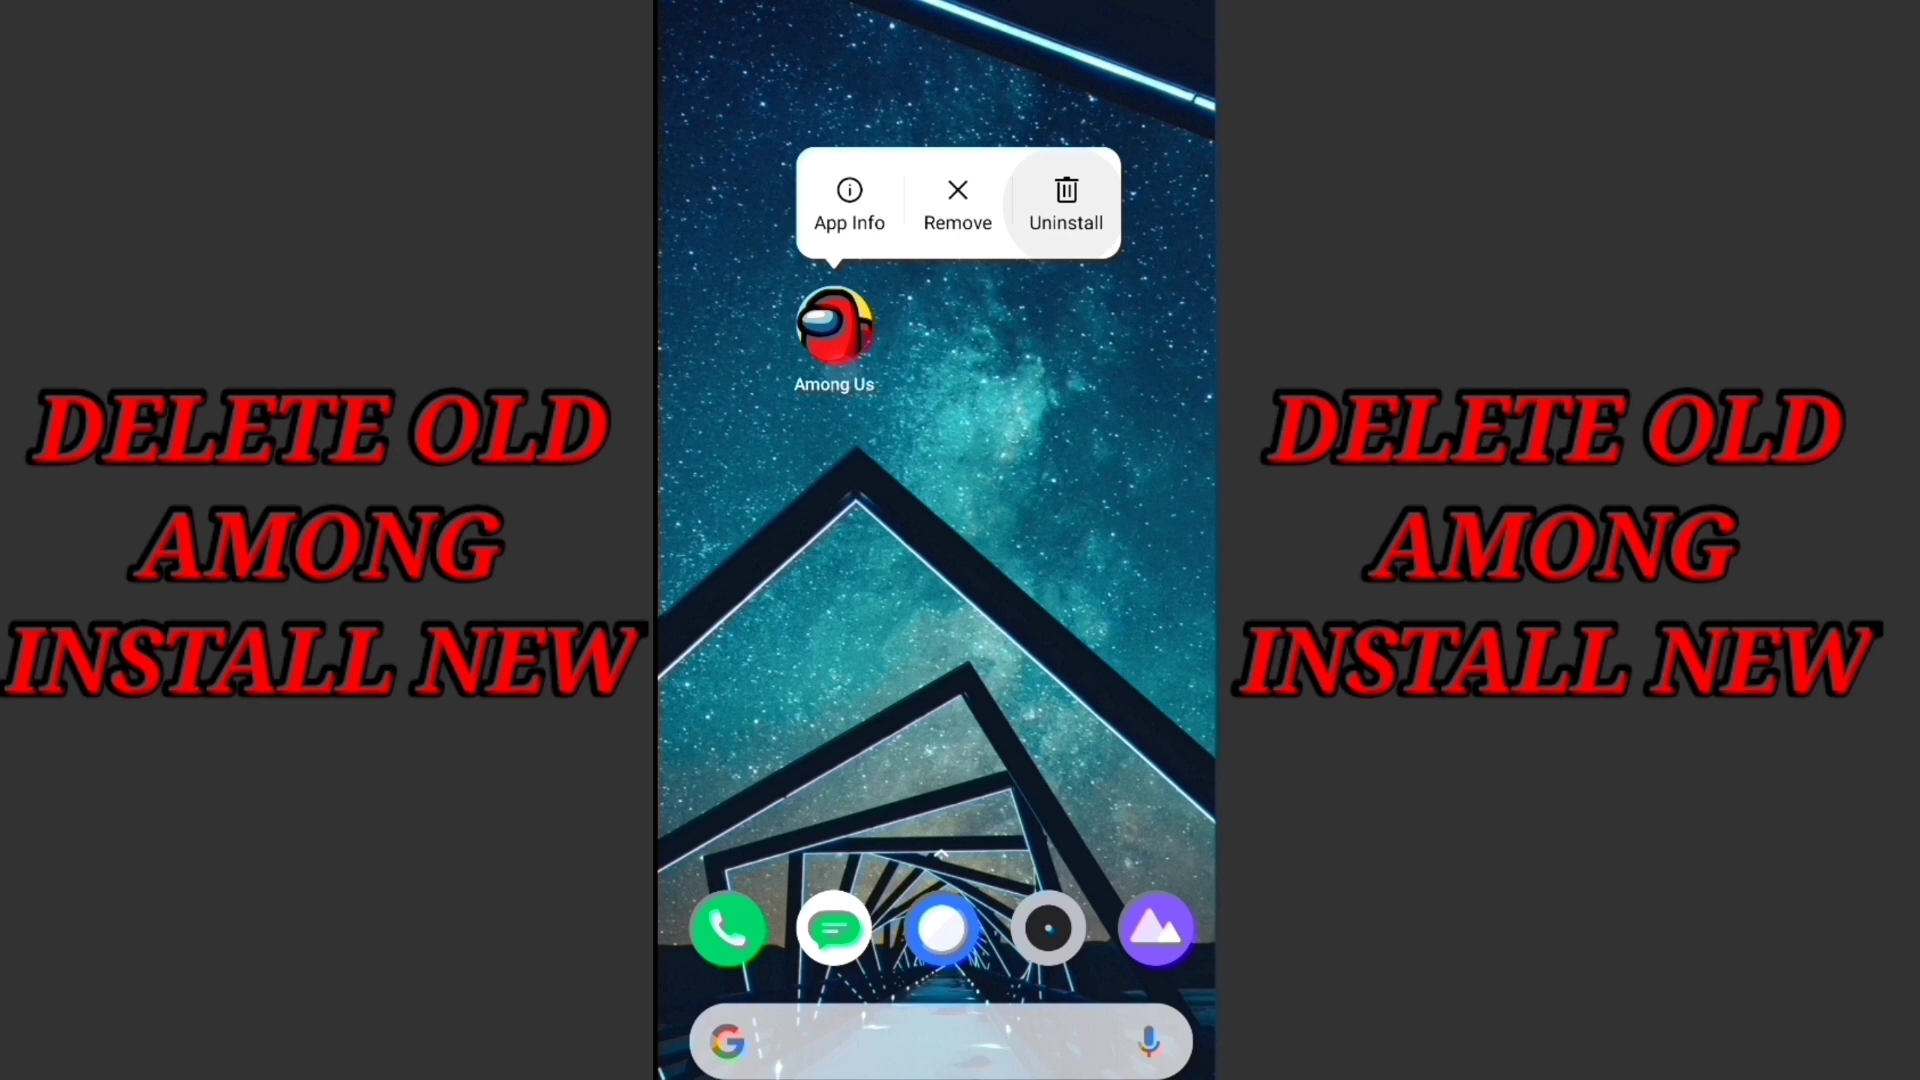 App Info
Remove
Uninstall
Among Us
DELETE OLD
AMONG
INSTALL NEW
DELETE OLD
AMONG
INSTALL NEW